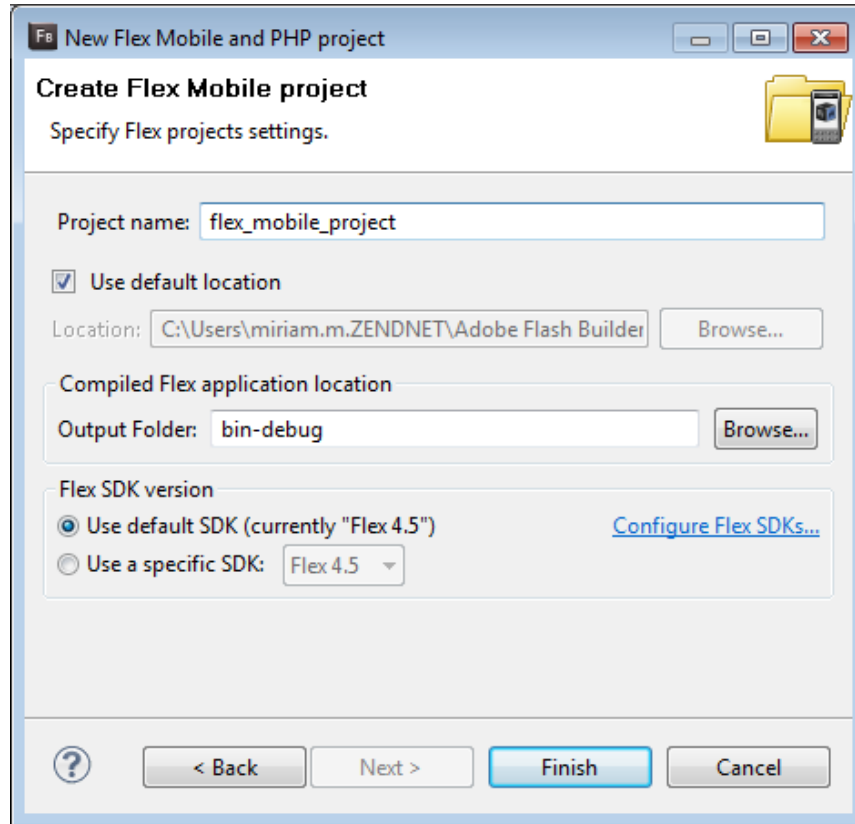 Fb New Flex Mobile and PHP project
Create Flex Mobile project
Specify Flex projects settings.
Project name: flex_mobile_project
Use default location
Location: C:\Users\miriam.m.ZENDNET\Adobe Flash Builder Browse...
Compiled Flex application location
Output Folder: bin-debug Browse...
Flex SDK version
Use default SDK (currently "Flex 4.5") Configure Flex SDKs...
Use a specific SDK: Flex 4.5
? < Back Next > Finish Cancel